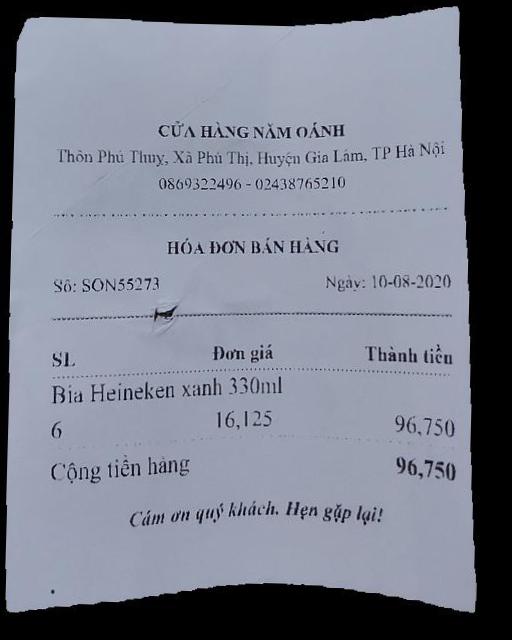 CỬA HÀNG NĂM OÁNH
Thôn Phú Thuỵ, Xã Phú Thị, Huyện Gia Lâm, TP Hà Nội
0869322496 - 02438765210
HÓA ĐƠN BÁN HÀNG
Số: SON55273 Ngày: 10-08-2020
SL Đơn giá Thành tiền
Bia Heineken xanh 330ml
6 16,125 96,750
Cộng tiền hàng 96,750
Cám ơn quý khách. Hẹn gặp lại!